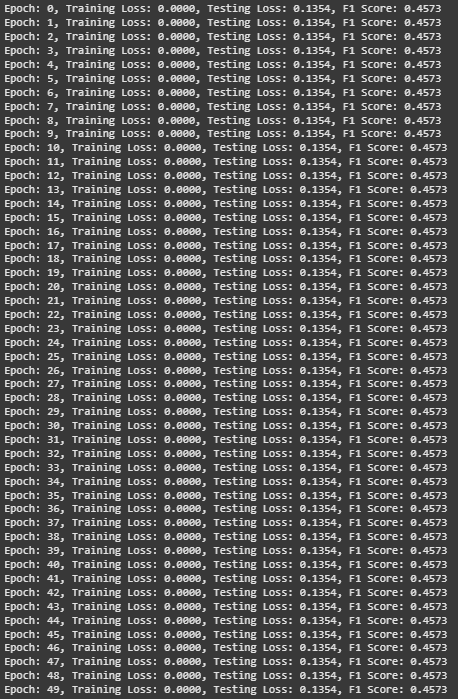 Epoch: 0, Training Loss: 0.0000, Testing Loss: 0.1354, F1 Score: 0.4573
Epoch: 1, Training Loss: 0.0000, Testing Loss: 0.1354, F1 Score: 0.4573
Epoch: 2, Training Loss: 0.0000, Testing Loss: 0.1354, F1 Score: 0.4573
Epoch: 3, Training Loss: 0.0000, Testing Loss: 0.1354, F1 Score: 0.4573
Epoch: 4, Training Loss: 0.0000, Testing Loss: 0.1354, F1 Score: 0.4573
Epoch: 5, Training Loss: 0.0000, Testing Loss: 0.1354, F1 Score: 0.4573
Epoch: 6, Training Loss: 0.0000, Testing Loss: 0.1354, F1 Score: 0.4573
Epoch: 7, Training Loss: 0.0000, Testing Loss: 0.1354, F1 Score: 0.4573
Epoch: 8, Training Loss: 0.0000, Testing Loss: 0.1354, F1 Score: 0.4573
Epoch: 9, Training Loss: 0.0000, Testing Loss: 0.1354, F1 Score: 0.4573
Epoch: 10, Training Loss: 0.0000, Testing Loss: 0.1354, F1 Score: 0.4573
Epoch: 11, Training Loss: 0.0000, Testing Loss: 0.1354, F1 Score: 0.4573
Epoch: 12, Training Loss: 0.0000, Testing Loss: 0.1354, F1 Score: 0.4573
Epoch: 13, Training Loss: 0.0000, Testing Loss: 0.1354, F1 Score: 0.4573
Epoch: 14, Training Loss: 0.0000, Testing Loss: 0.1354, F1 Score: 0.4573
Epoch: 15, Training Loss: 0.0000, Testing Loss: 0.1354, F1 Score: 0.4573
Epoch: 16, Training Loss: 0.0000, Testing Loss: 0.1354, F1 Score: 0.4573
Epoch: 17, Training Loss: 0.0000, Testing Loss: 0.1354, F1 Score: 0.4573
Epoch: 18, Training Loss: 0.0000, Testing Loss: 0.1354, F1 Score: 0.4573
Epoch: 19, Training Loss: 0.0000, Testing Loss: 0.1354, F1 Score: 0.4573
Epoch: 20, Training Loss: 0.0000, Testing Loss: 0.1354, F1 Score: 0.4573
Epoch: 21, Training Loss: 0.0000, Testing Loss: 0.1354, F1 Score: 0.4573
Epoch: 22, Training Loss: 0.0000, Testing Loss: 0.1354, F1 Score: 0.4573
Epoch: 23, Training Loss: 0.0000, Testing Loss: 0.1354, F1 Score: 0.4573
Epoch: 24, Training Loss: 0.0000, Testing Loss: 0.1354, F1 Score: 0.4573
Epoch: 25, Training Loss: 0.0000, Testing Loss: 0.1354, F1 Score: 0.4573
Epoch: 26, Training Loss: 0.0000, Testing Loss: 0.1354, F1 Score: 0.4573
Epoch: 27, Training Loss: 0.0000, Testing Loss: 0.1354, F1 Score: 0.4573
Epoch: 28, Training Loss: 0.0000, Testing Loss: 0.1354, F1 Score: 0.4573
Epoch: 29, Training Loss: 0.0000, Testing Loss: 0.1354, F1 Score: 0.4573
Epoch: 30, Training Loss: 0.0000, Testing Loss: 0.1354, F1 Score: 0.4573
Epoch: 31, Training Loss: 0.0000, Testing Loss: 0.1354, F1 Score: 0.4573
Epoch: 32, Training Loss: 0.0000, Testing Loss: 0.1354, F1 Score: 0.4573
Epoch: 33, Training Loss: 0.0000, Testing Loss: 0.1354, F1 Score: 0.4573
Epoch: 34, Training Loss: 0.0000, Testing Loss: 0.1354, F1 Score: 0.4573
Epoch: 35, Training Loss: 0.0000, Testing Loss: 0.1354, F1 Score: 0.4573
Epoch: 36, Training Loss: 0.0000, Testing Loss: 0.1354, F1 Score: 0.4573
Epoch: 37, Training Loss: 0.0000, Testing Loss: 0.1354, F1 Score: 0.4573
Epoch: 38, Training Loss: 0.0000, Testing Loss: 0.1354, F1 Score: 0.4573
Epoch: 39, Training Loss: 0.0000, Testing Loss: 0.1354, F1 Score: 0.4573
Epoch: 40, Training Loss: 0.0000, Testing Loss: 0.1354, F1 Score: 0.4573
Epoch: 41, Training Loss: 0.0000, Testing Loss: 0.1354, F1 Score: 0.4573
Epoch: 42, Training Loss: 0.0000, Testing Loss: 0.1354, F1 Score: 0.4573
Epoch: 43, Training Loss: 0.0000, Testing Loss: 0.1354, F1 Score: 0.4573
Epoch: 44, Training Loss: 0.0000, Testing Loss: 0.1354, F1 Score: 0.4573
Epoch: 45, Training Loss: 0.0000, Testing Loss: 0.1354, F1 Score: 0.4573
Epoch: 46, Training Loss: 0.0000, Testing Loss: 0.1354, F1 Score: 0.4573
Epoch: 47, Training Loss: 0.0000, Testing Loss: 0.1354, F1 Score: 0.4573
Epoch: 48, Training Loss: 0.0000, Testing Loss: 0.1354, F1 Score: 0.4573
Epoch: 49, Training Loss: 0.0000, Testing Loss: 0.1354, F1 Score: 0.4573